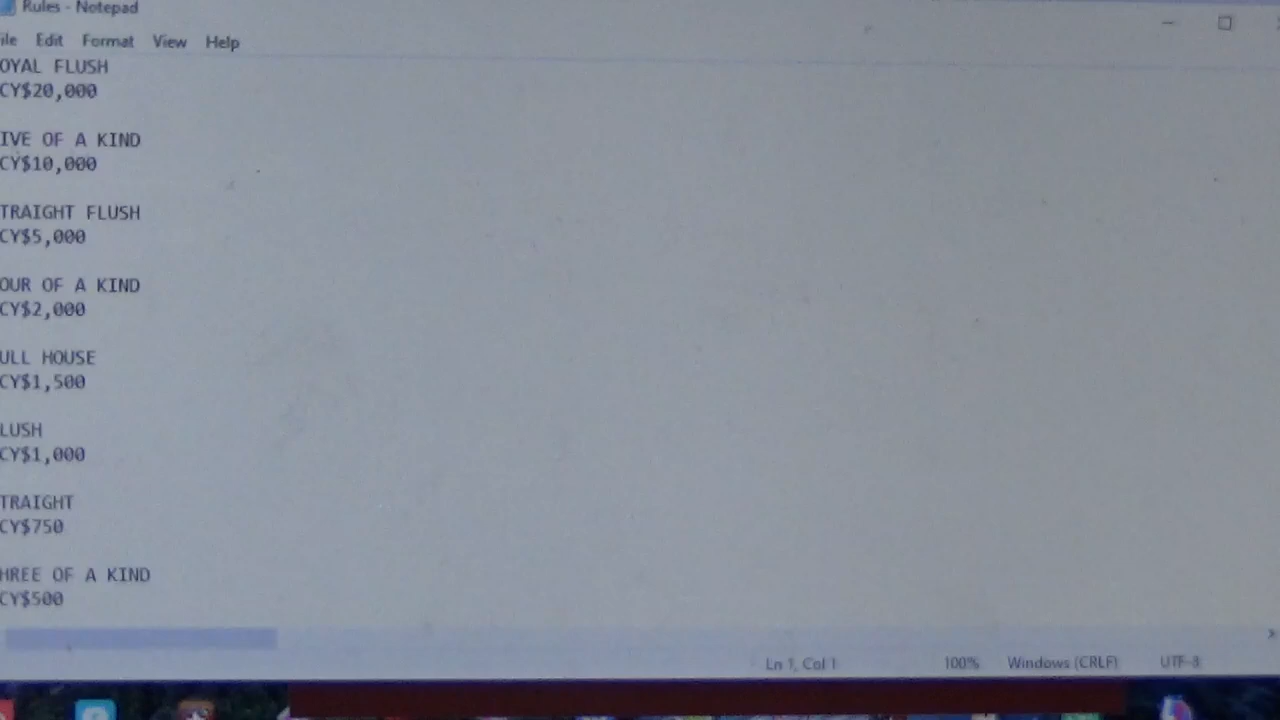 Rules - Notepad
ile Edit Format View Help
OYAL FLUSH
CY$20,000
IVE OF A KIND
CY$10,000
TRAIGHT FLUSH
CY$5,000
OUR OF A KIND
CY$2,000
ULL HOUSE
CY$1,500
LUSH
CY$1,000
TRAIGHT
CY$750
HREE OF A KIND
CY$500
Ln 1, Col 1 100% Windows (CRLF) UTF-8